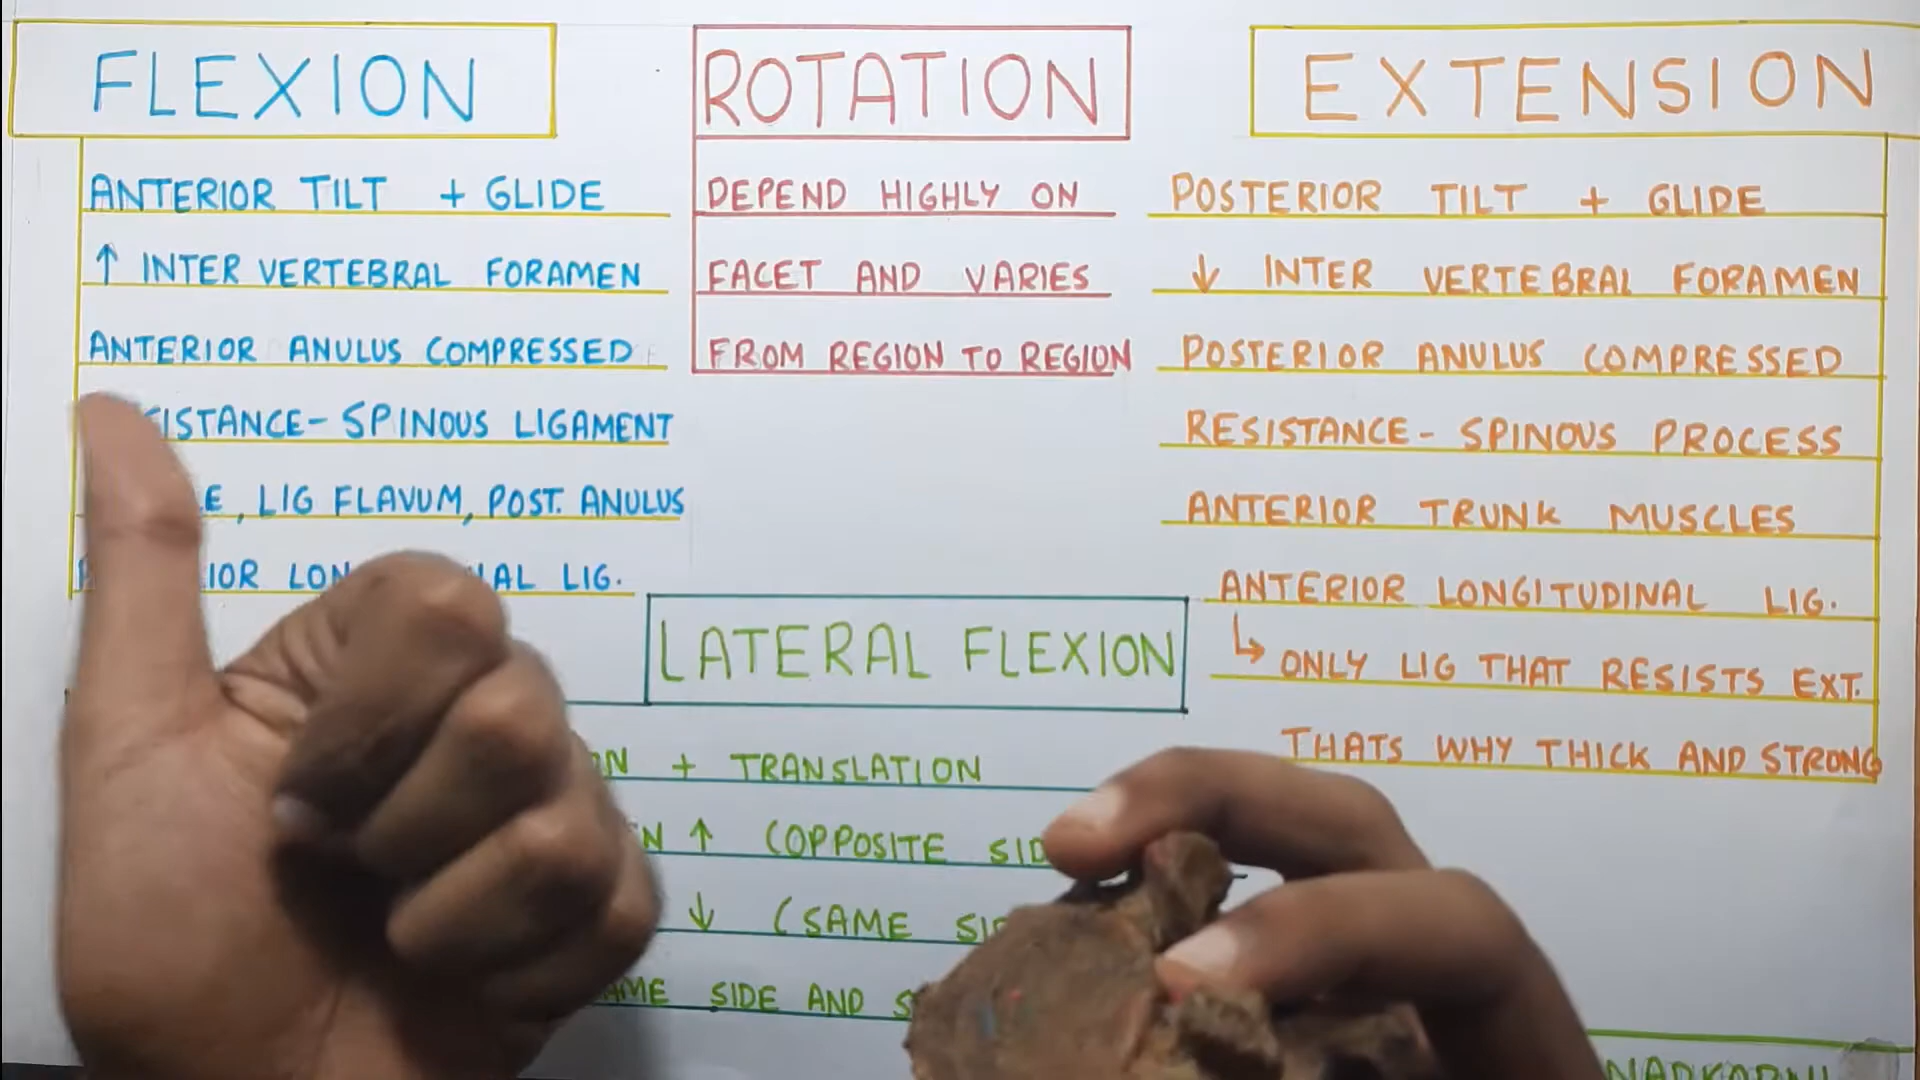 FLEXION
ANTERIOR TILT + GLIDE
↑ INTER VERTEBRAL FORAMEN
ANTERIOR ANULUS COMPRESSED
SPINOUS LIGAMENT
, LIG FLAVUM, POST. ANULUS
LIG.
ROTATION
DEPEND HIGHLY ON
FACET AND VARIES
FROM REGION TO REGION
EXTENSION
POSTERIOR TILT + GLIDE
↓ INTER VERTEBRAL FORAMEN
POSTERIOR ANULUS COMPRESSED
RESISTANCE - SPINOUS PROCESS
ANTERIOR TRUNK MUSCLES
ANTERIOR LONGITUDINAL LIG.
↳ ONLY LIG THAT RESISTS EXT.
THATS WHY THICK AND STRONG
LATERAL FLEXION
+ TRANSLATION
↑ (OPPOSITE
↓ (SAME
SIDE AND